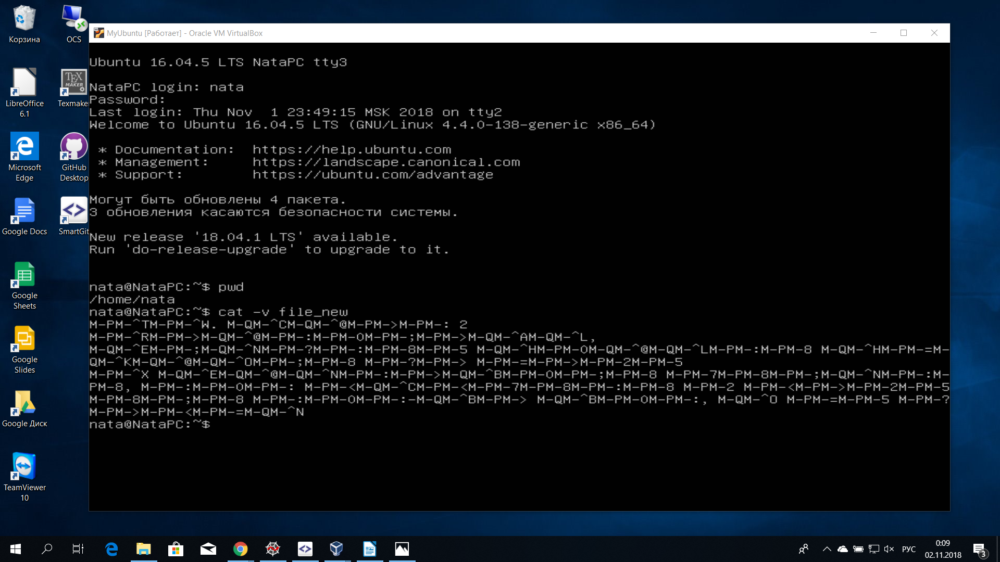 Корзина
OCS
LibreOffice
6.1
Texmaker
Microsoft
Edge
GitHub
Desktop
Google Docs
SmartGit
Google
Sheets
Google
Slides
Google Диск
TeamViewer
10
MyUbuntu [Работает] - Oracle VM VirtualBox
Ubuntu 16.04.5 LTS NataPC tty3
NataPC login: nata
Password:
Last login: Thu Nov  1 23:49:15 MSK 2018 on tty2
Welcome to Ubuntu 16.04.5 LTS (GNU/Linux 4.4.0-138-generic x86_64)
* Documentation:  https://help.ubuntu.com
* Management:     https://landscape.canonical.com
* Support:        https://ubuntu.com/advantage
Могут быть обновлены 4 пакета.
3 обновления касаются безопасности системы.
New release '18.04.1 LTS' available.
Run 'do-release-upgrade' to upgrade to it.
nata@NataPC:~$ pwd
/home/nata
nata@NataPC:~$ cat -v file_new
M-PM-^TM-PM-^W. M-QM-^CM-QM-^@M-PM->M-PM-: 2
M-PM-^RM-PM->M-QM-^@M-PM-:M-PM-0M-PM-;M-PM->M-QM-^AM-QM-^L,
M-QM-^EM-PM-;M-QM-^NM-PM-?M-PM-:M-PM-8M-PM-5 M-QM-^HM-PM-0M-QM-^@M-QM-^LM-PM-:M-PM-8 M-QM-^HM-PM-=M-
QM-^KM-QM-^@M-QM-^OM-PM-;M-PM-8 M-PM-?M-PM-> M-PM-=M-PM->M-PM-2M-PM-5
M-PM-^X M-QM-^EM-QM-^@M-QM-^NM-PM-:M-PM->M-QM-^BM-PM-0M-PM-;M-PM-8 M-PM-7M-PM-8M-PM-;M-QM-^NM-PM-:M-
PM-8, M-PM-:M-PM-0M-PM-: M-PM-<M-QM-^CM-PM-<M-PM-7M-PM-8M-PM-:M-PM-8 M-PM-2 M-PM-<M-PM->M-PM-2M-PM-5
M-PM-8M-PM-;M-PM-8 M-PM-:M-PM-0M-PM-:-M-QM-^BM-PM-> M-QM-^BM-PM-0M-PM-:, M-QM-^O M-PM-=M-PM-5 M-PM-?
M-PM->M-PM-<M-PM-=M-QM-^N
nata@NataPC:~$
РУС
0:09
02.11.2018
3